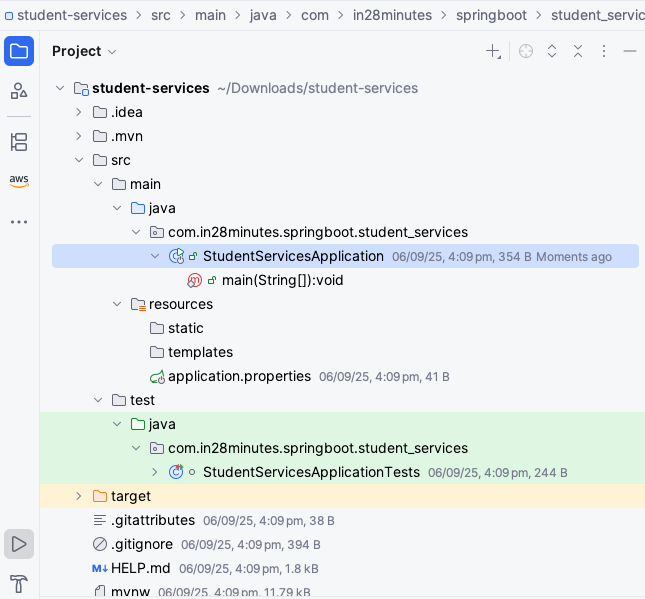 student-services > src > main > java > com > in28minutes > springboot > student_servic
Project
student-services ~/Downloads/student-services
.idea
.mvn
src
main
java
com.in28minutes.springboot.student_services
StudentServicesApplication 06/09/25, 4:09 pm, 354 B Moments ago
main(String[]):void
resources
static
templates
application.properties 06/09/25, 4:09 pm, 41 B
test
java
com.in28minutes.springboot.student_services
StudentServicesApplicationTests 06/09/25, 4:09 pm, 244 B
target
.gitattributes 06/09/25, 4:09 pm, 38 B
.gitignore 06/09/25, 4:09 pm, 394 B
M↓ HELP.md 06/09/25, 4:09 pm, 1.8 kB
mvnw 06/09/25, 4:09 pm, 11.79 kB
aws